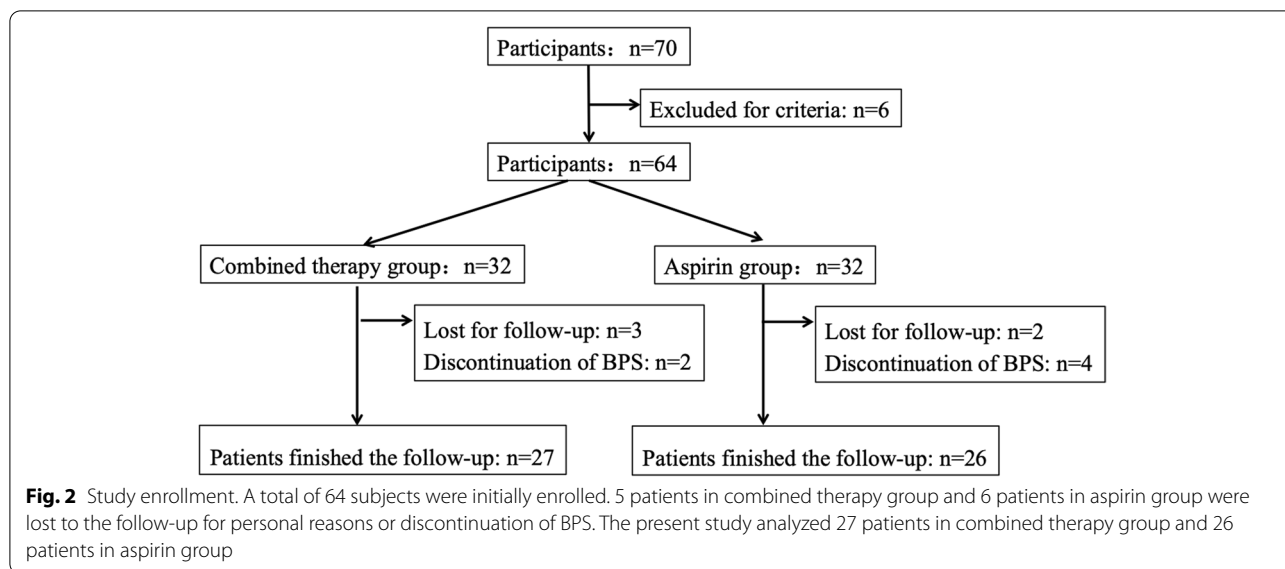 Participants：n=70
Excluded for criteria: n=6
Participants：n=64
Combined therapy group：n=32
Aspirin group：n=32
Lost for follow-up: n=3
Discontinuation of BPS: n=2
Lost for follow-up: n=2
Discontinuation of BPS: n=4
Patients finished the follow-up: n=27
Patients finished the follow-up: n=26
Fig. 2 Study enrollment. A total of 64 subjects were initially enrolled. 5 patients in combined therapy group and 6 patients in aspirin group were
lost to the follow-up for personal reasons or discontinuation of BPS. The present study analyzed 27 patients in combined therapy group and 26
patients in aspirin group